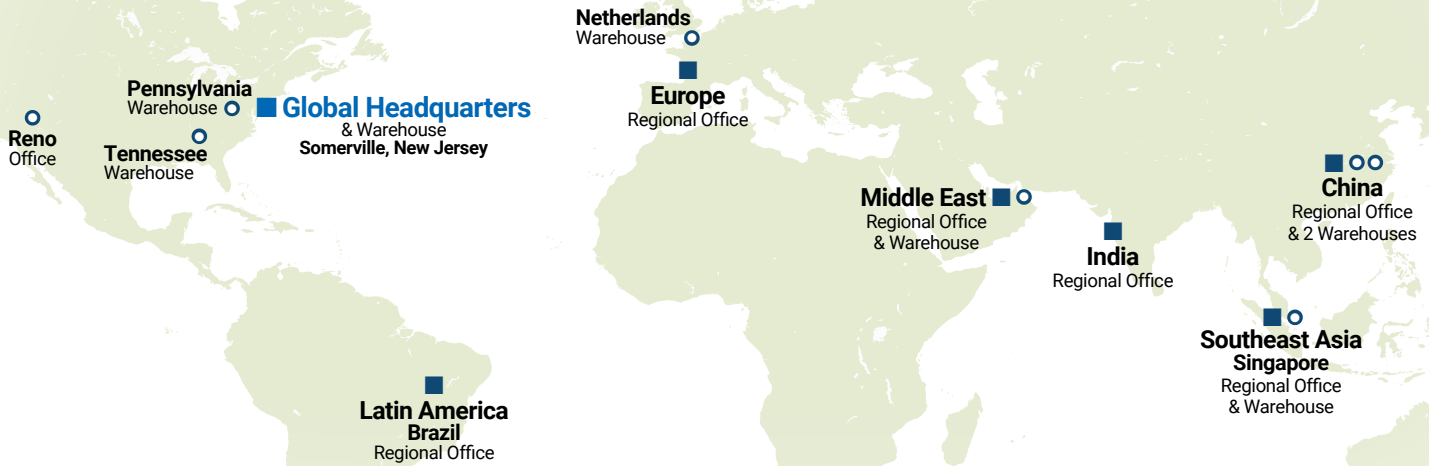 Netherlands
Warehouse
Europe
Regional Office
Pennsylvania
Warehouse
Global Headquarters
& Warehouse
Somerville, New Jersey
Reno
Office
Tennessee
Warehouse
Middle East
Regional Office
& Warehouse
India
Regional Office
China
Regional Office
& 2 Warehouses
Southeast Asia
Singapore
Regional Office
& Warehouse
Latin America
Brazil
Regional Office